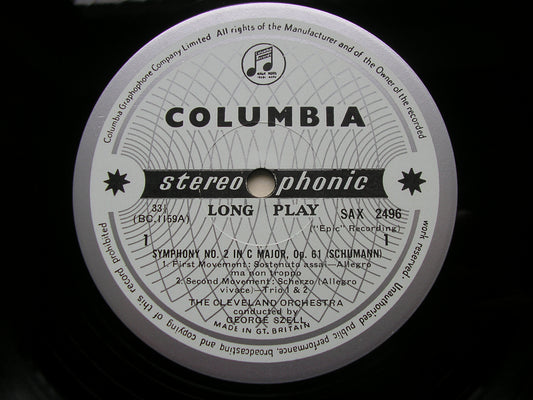 Columbia Graphophone Company Limited All rights of the Manufacturer and of the Owner of the recorded work reserved. Unauthorised public performance, broadcasting and copying of this record prohibited
COLUMBIA
stereophonic
33⅓ LONG PLAY SAX 2496
(BC.1159A) ("Epic" Recording)
1 1
SYMPHONY NO. 2 IN C MAJOR, Op. 61 (SCHUMANN)
1. First Movement: Sostenuto assai—Allegro
ma non troppo
2. Second Movement: Scherzo (Allegro
vivace)—Trio 1 & 2
THE CLEVELAND ORCHESTRA
conducted by
GEORGE SZELL
MADE IN GT. BRITAIN